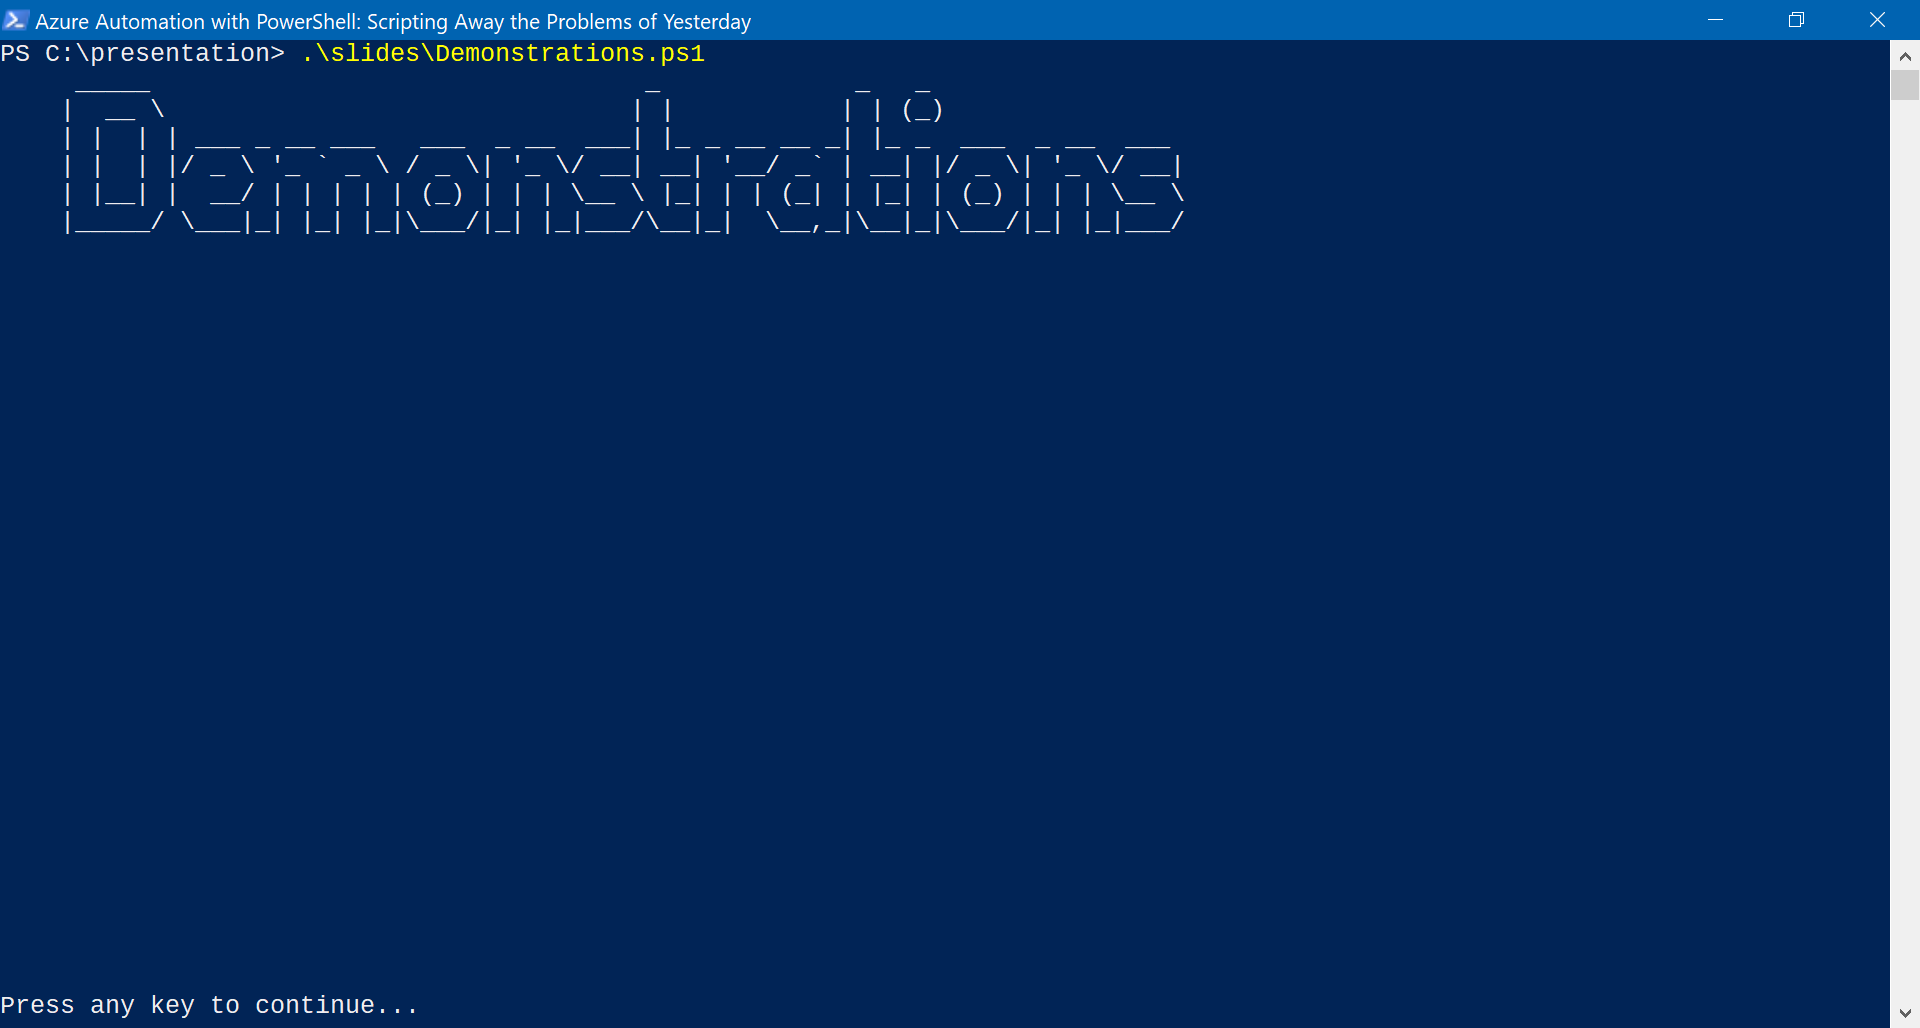 Azure Automation with PowerShell: Scripting Away the Problems of Yesterday
PS C:\presentation> .\slides\Demonstrations.ps1
Demonstrations
Press any key to continue...